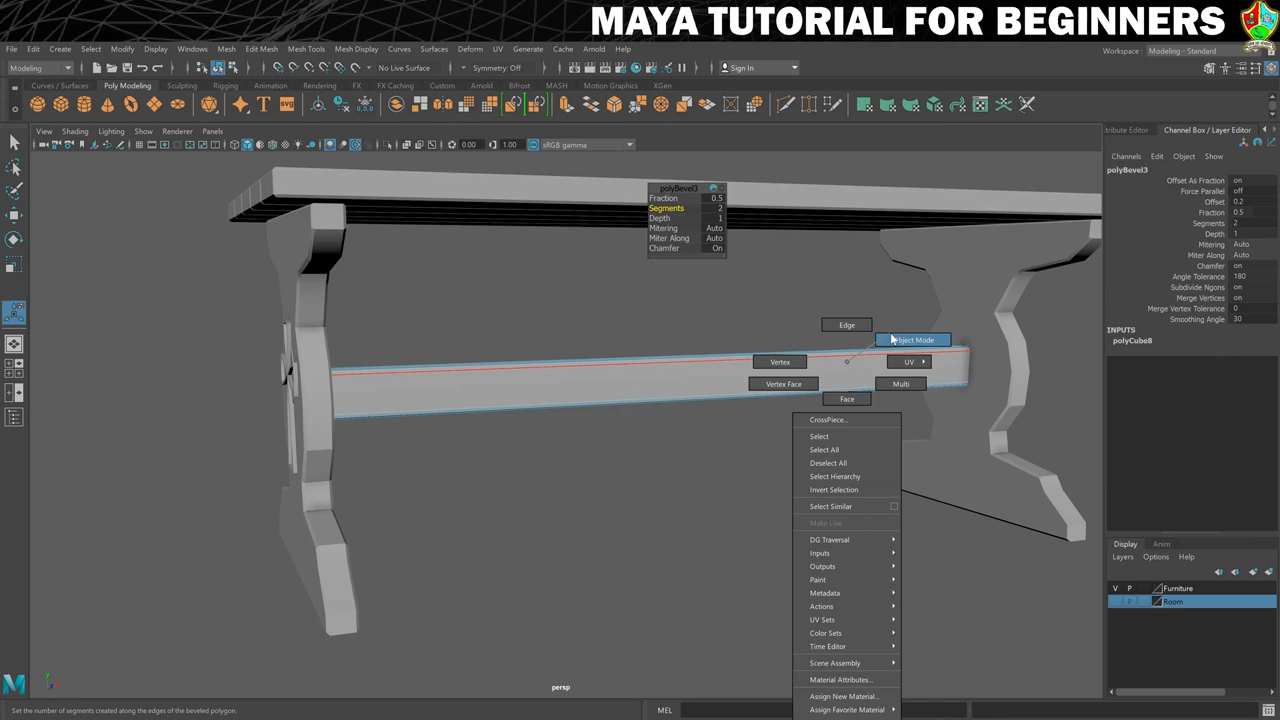 MAYA TUTORIAL FOR BEGINNERS
File Edit Create Select Modify Display Windows Mesh Edit Mesh Mesh Tools Mesh Display Curves Surfaces Deform UV Generate Cache Arnold Help
Workspace : Modeling - Standard
Modeling
No Live Surface
Symmetry: Off
Sign In
Curves / Surfaces Poly Modeling Sculpting Rigging Animation Rendering FX FX Caching Custom Arnold Bifrost MASH Motion Graphics XGen
View Shading Lighting Show Renderer Panels
0.00 1.00 sRGB gamma
tribute Editor Channel Box / Layer Editor
Channels Edit Object Show
polyBevel3
Offset As Fraction on
Force Parallel off
Offset 0.2
Fraction 0.5
Segments 2
Depth 1
Mitering Auto
Miter Along Auto
Chamfer on
Angle Tolerance 180
Subdivide Ngons on
Merge Vertices on
Merge Vertex Tolerance 0
Smoothing Angle 30
INPUTS
polyCube8
polyBevel3
Fraction 0.5
Segments 2
Depth 1
Mitering Auto
Miter Along Auto
Chamfer On
Edge
bject Mode
Vertex
UV
Vertex Face
Multi
Face
CrossPiece...
Select
Select All
Deselect All
Select Hierarchy
Invert Selection
Select Similar
Make Live
DG Traversal
Inputs
Outputs
Paint
Metadata
Actions
UV Sets
Color Sets
Time Editor
Scene Assembly
Material Attributes...
Assign New Material...
Assign Favorite Material
Display Anim
Layers Options Help
V P Furniture
P Room
persp
Set the number of segments created along the edges of the beveled polygon.
MEL